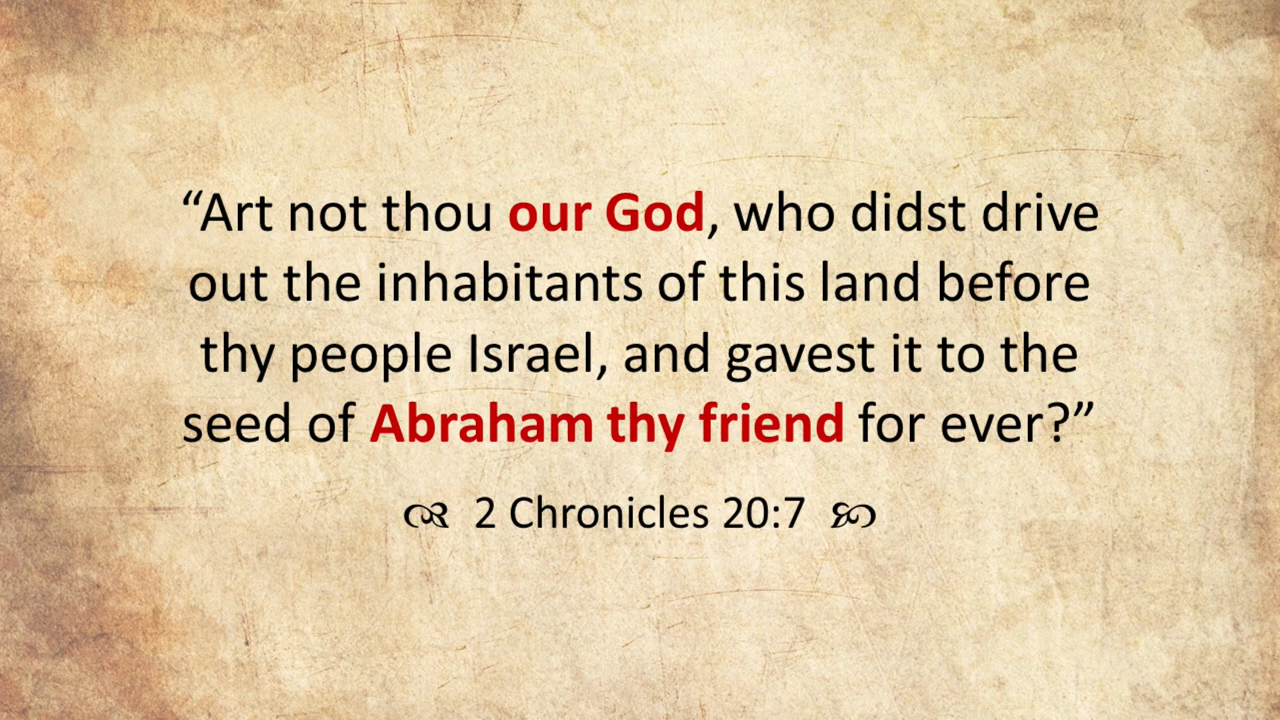 “Art not thou our God, who didst drive
out the inhabitants of this land before
thy people Israel, and gavest it to the
seed of Abraham thy friend for ever?”
2 Chronicles 20:7